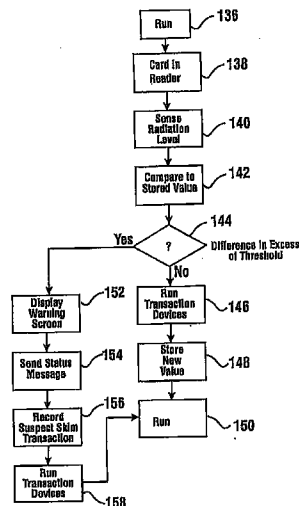 Run
136
Card in
Reader
138
Sense
Radiation
Level
140
Compare to
Stored Value
142
144
Yes
?
Difference in Excess
of Threshold
No
152
Display
Warning
Screen
Run
Transaction
Devices
146
154
Send Status
Message
Store
New
Value
148
156
Record
Suspect Skim
Transaction
Run
150
Run
Transaction
Devices
158